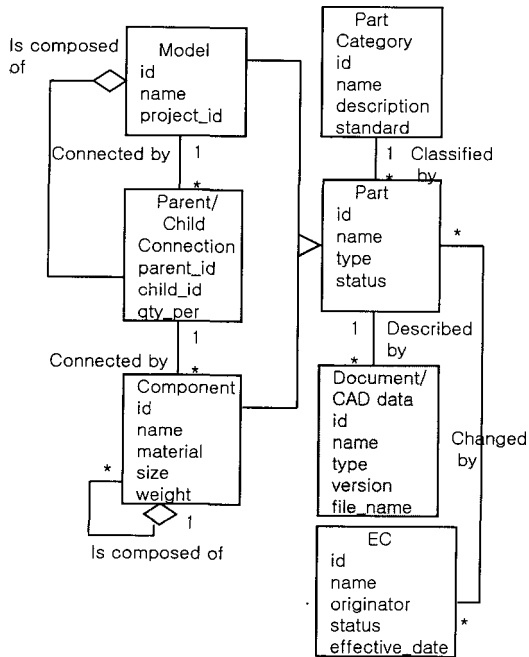 Is composed
of
Model
id
name
project_id
Connected by
1
*
Parent/
Child
Connection
parent_id
child_id
qty_per
1
Connected by
*
Component
id
name
material
size
weight
*
1
Is composed of
Part
Category
id
name
description
standard
1
Classified
by
*
Part
id
name
type
status
*
1
Described
by
*
Document/
CAD data
id
name
type
version
file_name
Changed
by
EC
id
name
originator
status
effective_date
*